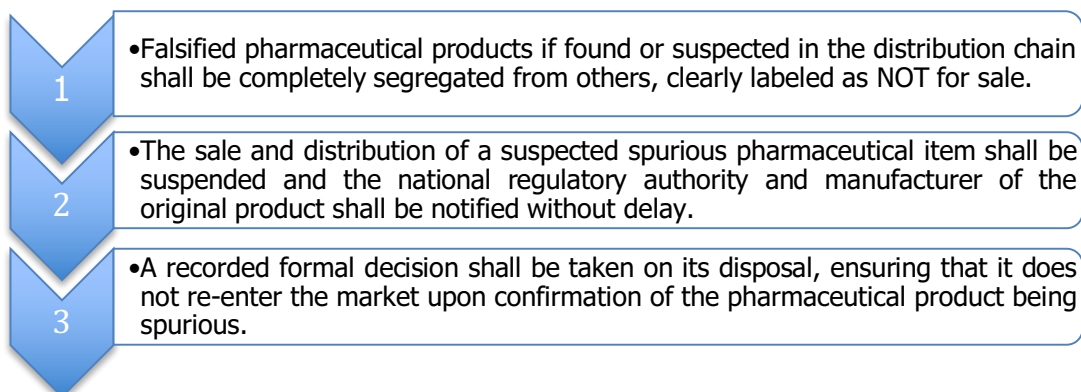 1
•Falsified pharmaceutical products if found or suspected in the distribution chain
shall be completely segregated from others, clearly labeled as NOT for sale.
2
•The sale and distribution of a suspected spurious pharmaceutical item shall be
suspended and the national regulatory authority and manufacturer of the
original product shall be notified without delay.
3
•A recorded formal decision shall be taken on its disposal, ensuring that it does
not re-enter the market upon confirmation of the pharmaceutical product being
spurious.